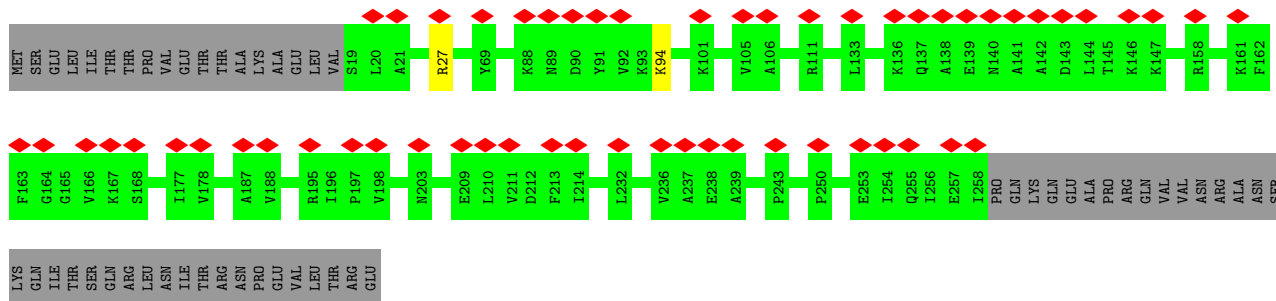 MET SER GLU LEU ILE THR THR PRO VAL GLU THR THR ALA LYS ALA GLU LEU VAL S19 L20 A21 R27 Y69 K88 N89 D90 Y91 V92 K93 K94 K101 V105 A106 R111 L133 K136 Q137 A138 E139 N140 A141 A142 D143 L144 T145 K146 K147 R158 K161 F162
F163 G164 G165 V166 K167 S168 I177 V178 A187 V188 R195 I196 P197 V198 N203 E209 L210 V211 D212 F213 I214 L232 V236 A237 E238 A239 P243 P250 E253 I254 Q255 I256 E257 I258 PRO GLN LYS GLN GLU ALA PRO ARG GLN VAL VAL ASN ARG ALA ASN SER
LYS GLN ILE THR SER GLN ARG LEU ASN ILE THR ARG ASN PRO GLU VAL LEU THR ARG GLU